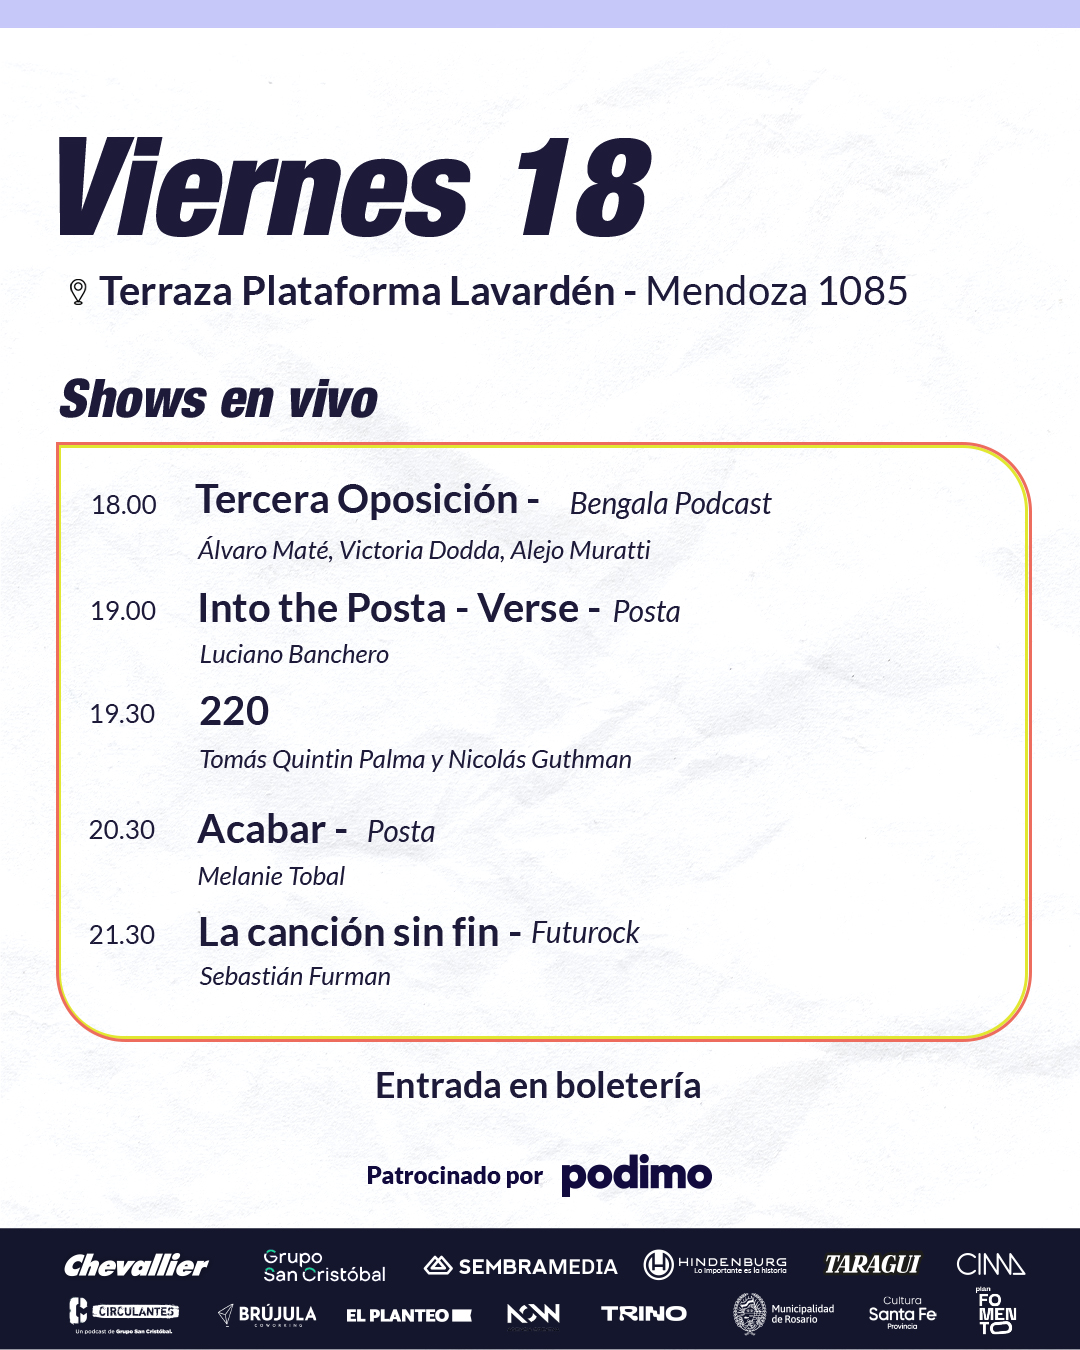 Viernes 18
Terraza Plataforma Lavardén - Mendoza 1085
Shows en vivo
18.00 Tercera Oposición - Bengala Podcast
Álvaro Maté, Victoria Dodda, Alejo Muratti
19.00 Into the Posta - Verse - Posta
Luciano Banchero
19.30 220
Tomás Quintin Palma y Nicolás Guthman
20.30 Acabar - Posta
Melanie Tobal
21.30 La canción sin fin - Futurock
Sebastián Furman
Entrada en boletería
Patrocinado por podimo
Chevallier
Grupo
San Cristóbal
SEMBRAMEDIA
HINDENBURG
Lo importante es la historia
TARAGUI
CIMA
CIRCULANTES
Un podcast de Grupo San Cristóbal.
BRÚJULA
COWORKING
EL PLANTEO
NOW
TRINO
Municipalidad
de Rosario
Cultura
Santa Fe
Provincia
plan
FO
MEN
TO